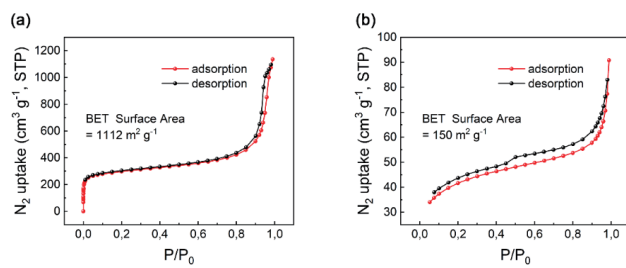 (a)
N₂ uptake (cm³ g⁻¹, STP)
1200
1000
800
600
400
200
0
adsorption
desorption
BET Surface Area
= 1112 m² g⁻¹
0,0 0,2 0,4 0,6 0,8 1,0
P/P₀
(b)
N₂ uptake (cm³ g⁻¹, STP)
100
90
80
70
60
50
40
30
adsorption
desorption
BET Surface Area
= 150 m² g⁻¹
0,0 0,2 0,4 0,6 0,8 1,0
P/P₀